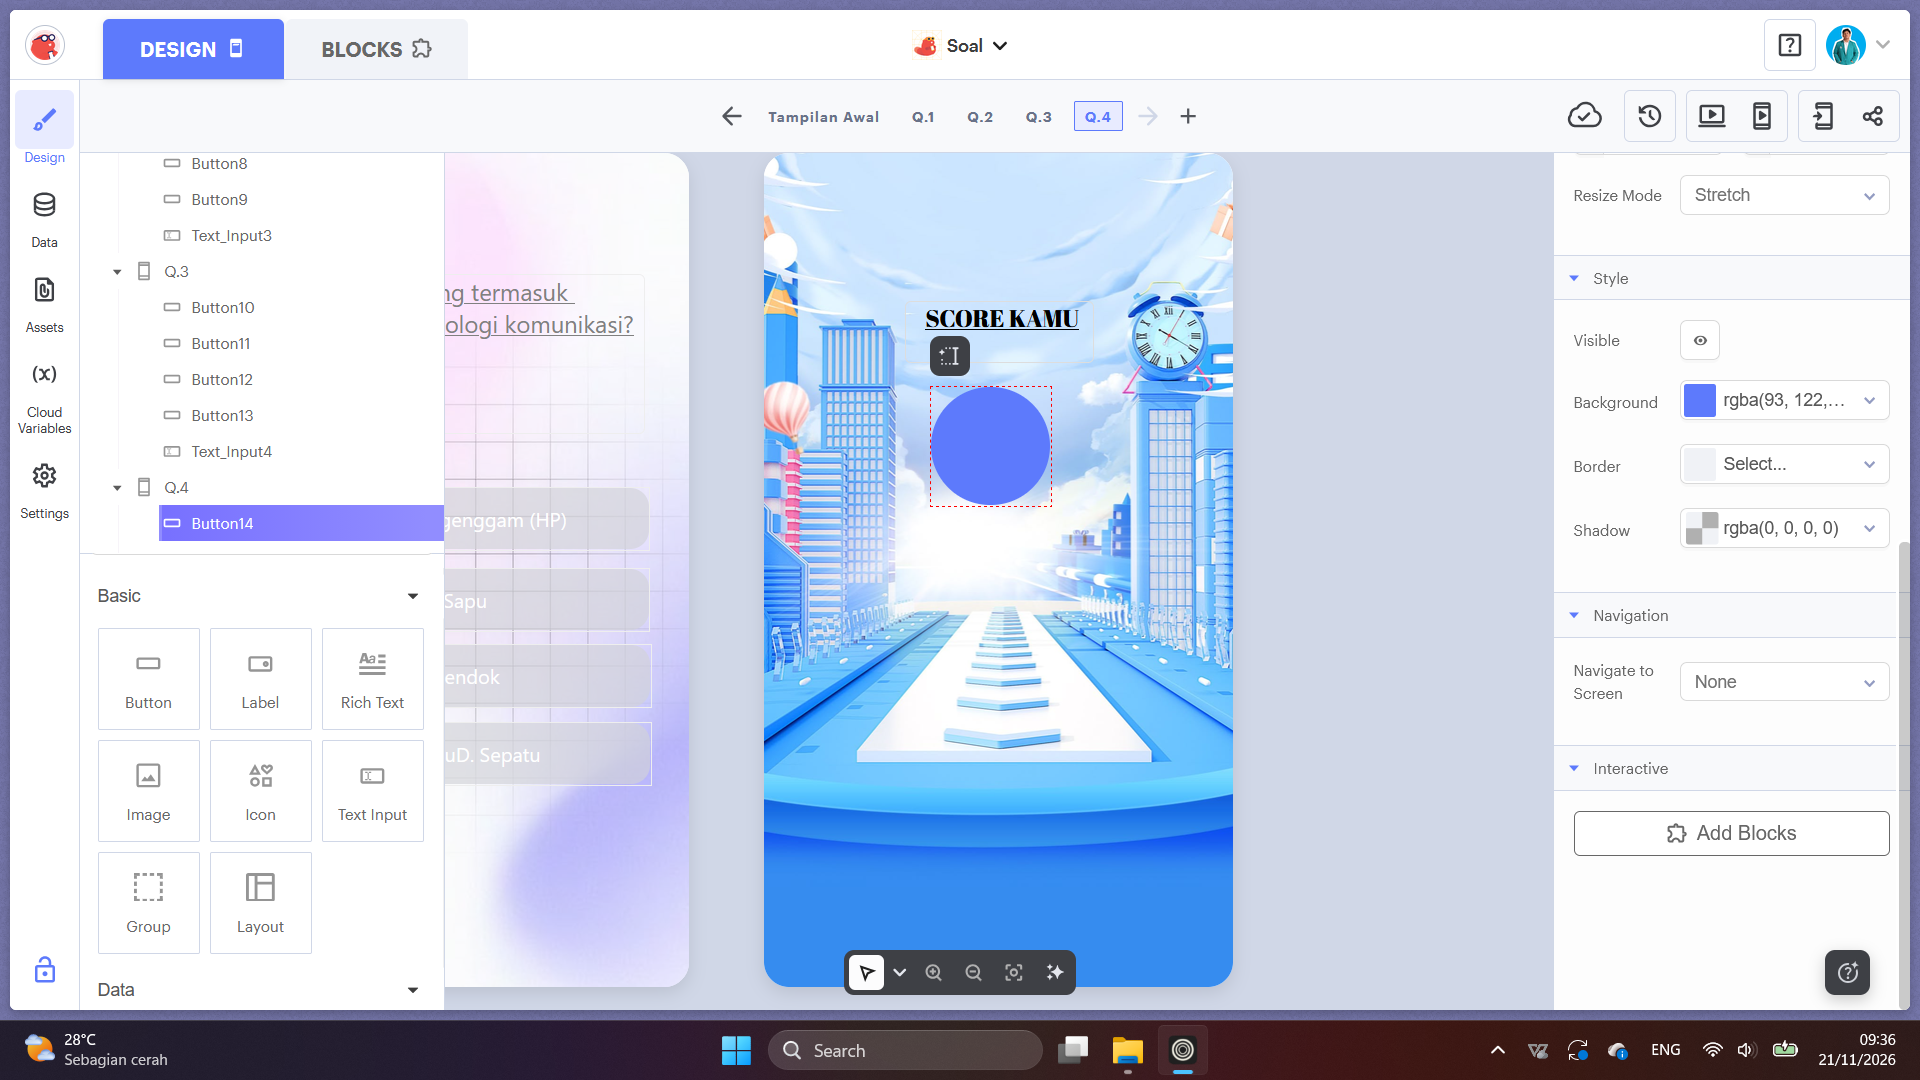 DESIGN
BLOCKS
Soal
Tampilan Awal
Q.1
Q.2
Q.3
Q.4
Design
Data
Assets
(x)
Cloud
Variables
Settings
Button8
Button9
Text_Input3
Q.3
Button10
Button11
Button12
Button13
Text_Input4
Q.4
Button14
Basic
Button
Label
Rich Text
Image
Icon
Text Input
Group
Layout
Data
ng termasuk
ologi komunikasi?
genggam (HP)
Sapu
endok
uD. Sepatu
SCORE KAMU
Resize Mode
Stretch
Style
Visible
Background
rgba(93, 122,...
Border
Select...
Shadow
rgba(0, 0, 0, 0)
Navigation
Navigate to
Screen
None
Interactive
Add Blocks
28°C
Sebagian cerah
Search
ENG
09:36
21/11/2026